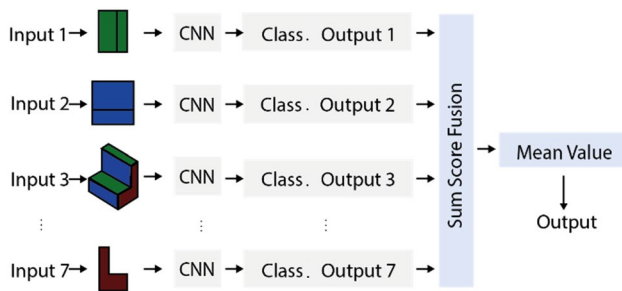 Input 1 CNN Class. Output 1
Input 2 CNN Class. Output 2
Input 3 CNN Class. Output 3
Input 7 CNN Class. Output 7
Sum Score Fusion
Mean Value
Output